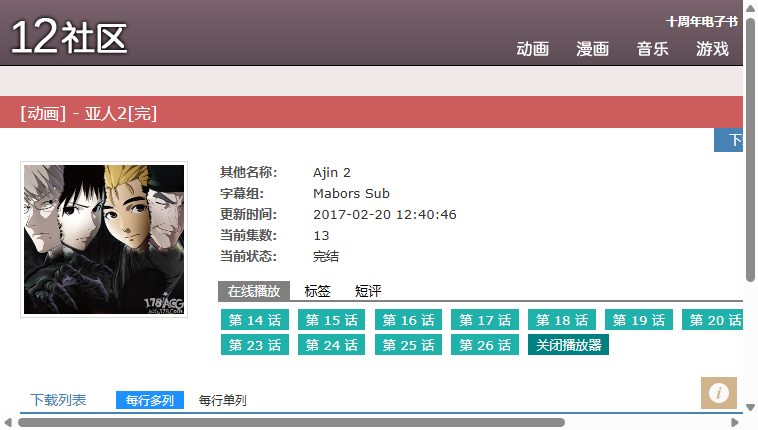 12社区
十周年电子书
动画 漫画 音乐 游戏
[动画] - 亚人2[完]
下
其他名称: Ajin 2
字幕组: Mabors Sub
更新时间: 2017-02-20 12:40:46
当前集数: 13
当前状态: 完结
178ACG
在线播放 标签 短评
第 14 话 第 15 话 第 16 话 第 17 话 第 18 话 第 19 话 第 20 话
第 23 话 第 24 话 第 25 话 第 26 话 关闭播放器
下载列表 每行多列 每行单列